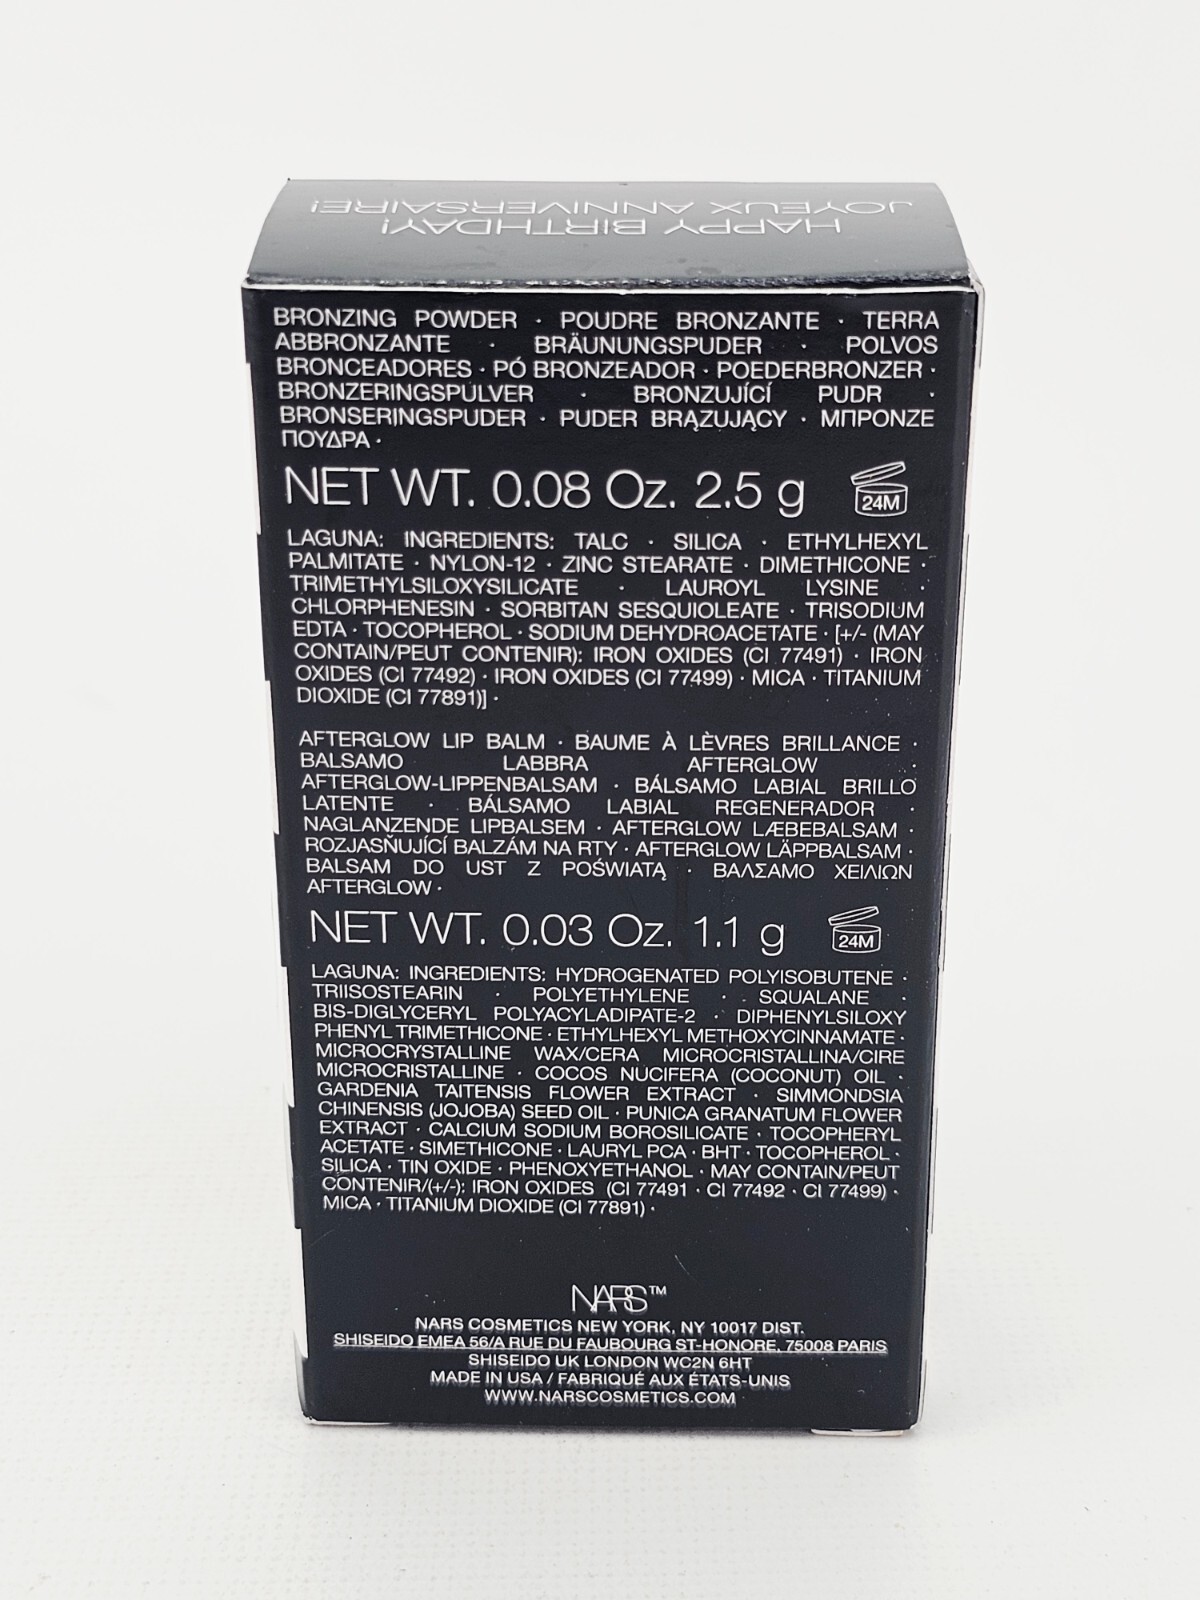 HAPPY BIRTHDAY!
JOYEUX ANNIVERSAIRE!
BRONZING POWDER · POUDRE BRONZANTE · TERRA
ABBRONZANTE · BRÄUNUNGSPUDER · POLVOS
BRONCEADORES · PÓ BRONZEADOR · POEDERBRONZER ·
BRONZERINGSPULVER · BRONZUJÍCÍ PUDR ·
BRONSERINGSPUDER · PUDER BRĄZUJĄCY · ΜΠΡΟΝΖΕ
ΠΟΥΔΡΑ ·
NET WT. 0.08 Oz. 2.5 g
24M
LAGUNA: INGREDIENTS: TALC · SILICA · ETHYLHEXYL
PALMITATE · NYLON-12 · ZINC STEARATE · DIMETHICONE ·
TRIMETHYLSILOXYSILICATE · LAUROYL LYSINE ·
CHLORPHENESIN · SORBITAN SESQUIOLEATE · TRISODIUM
EDTA · TOCOPHEROL · SODIUM DEHYDROACETATE · [+/- (MAY
CONTAIN/PEUT CONTENIR): IRON OXIDES (CI 77491) · IRON
OXIDES (CI 77492) · IRON OXIDES (CI 77499) · MICA · TITANIUM
DIOXIDE (CI 77891)] ·
AFTERGLOW LIP BALM · BAUME À LÈVRES BRILLANCE ·
BALSAMO LABBRA AFTERGLOW ·
AFTERGLOW-LIPPENBALSAM · BÁLSAMO LABIAL BRILLO
LATENTE · BÁLSAMO LABIAL REGENERADOR ·
NAGLANZENDE LIPBALSEM · AFTERGLOW LÆBEBALSAM ·
ROZJASŇUJÍCÍ BALZÁM NA RTY · AFTERGLOW LÄPPBALSAM ·
BALSAM DO UST Z POŚWIATĄ · ΒΑΛΣΑΜΟ ΧΕΙΛΙΩΝ
AFTERGLOW ·
NET WT. 0.03 Oz. 1.1 g
24M
LAGUNA: INGREDIENTS: HYDROGENATED POLYISOBUTENE ·
TRIISOSTEARIN · POLYETHYLENE · SQUALANE ·
BIS-DIGLYCERYL POLYACYLADIPATE-2 · DIPHENYLSILOXY
PHENYL TRIMETHICONE · ETHYLHEXYL METHOXYCINNAMATE ·
MICROCRYSTALLINE WAX/CERA MICROCRISTALLINA/CIRE
MICROCRISTALLINE · COCOS NUCIFERA (COCONUT) OIL ·
GARDENIA TAITENSIS FLOWER EXTRACT · SIMMONDSIA
CHINENSIS (JOJOBA) SEED OIL · PUNICA GRANATUM FLOWER
EXTRACT · CALCIUM SODIUM BOROSILICATE · TOCOPHERYL
ACETATE · SIMETHICONE · LAURYL PCA · BHT · TOCOPHEROL ·
SILICA · TIN OXIDE · PHENOXYETHANOL · MAY CONTAIN/PEUT
CONTENIR/(+/-): IRON OXIDES (CI 77491 · CI 77492 · CI 77499) ·
MICA · TITANIUM DIOXIDE (CI 77891) ·
NARS™
NARS COSMETICS NEW YORK, NY 10017 DIST.
SHISEIDO EMEA 56/A RUE DU FAUBOURG ST-HONORE, 75008 PARIS
SHISEIDO UK LONDON WC2N 6HT
MADE IN USA / FABRIQUÉ AUX ÉTATS-UNIS
WWW.NARSCOSMETICS.COM